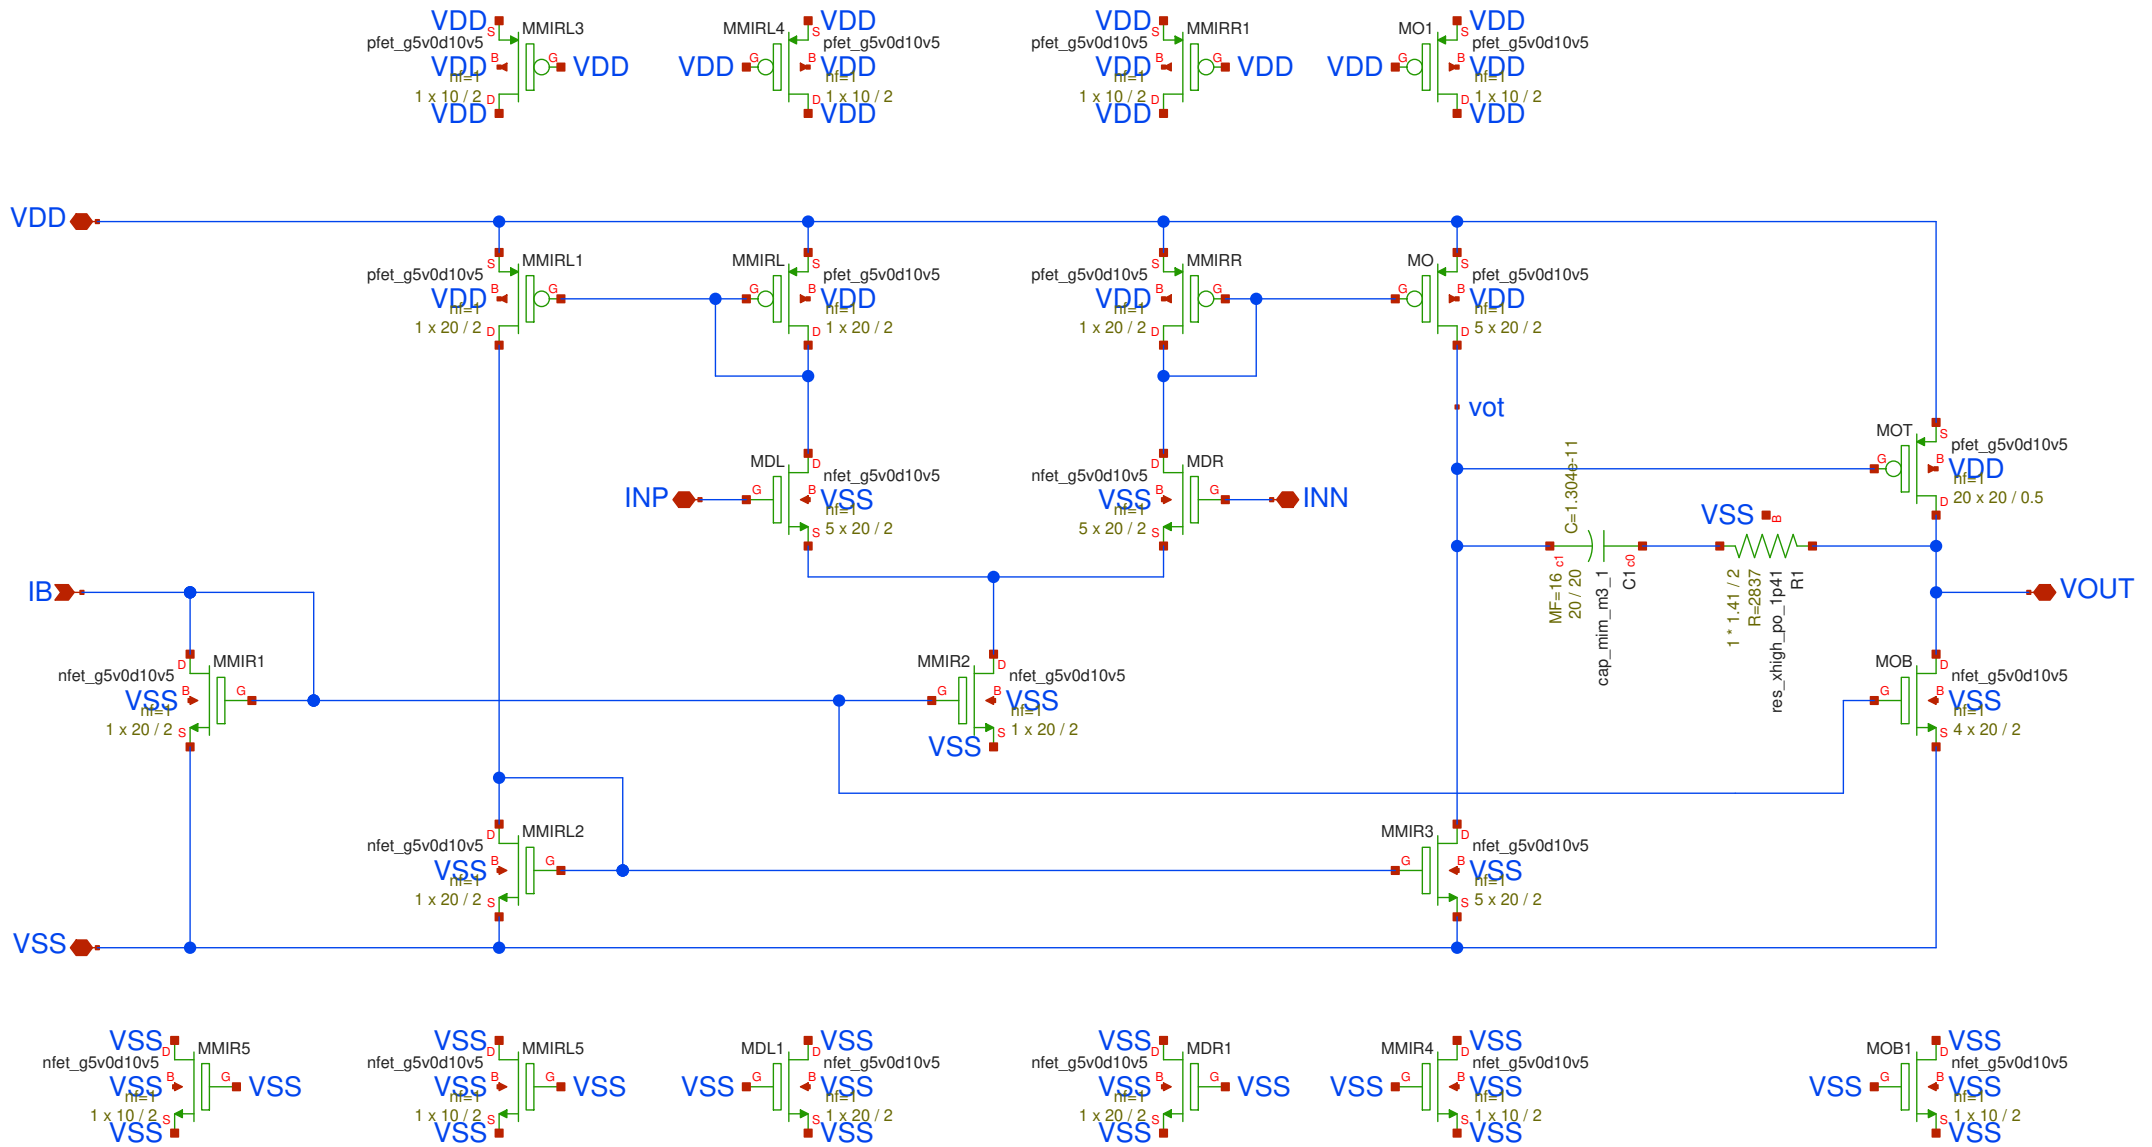 VDD MMIRL3
pfet_g5v0d10v5
VDD VDD
nf=1
1 x 10 / 2
VDD
S B G D
MMIRL4 VDD
pfet_g5v0d10v5
VDD VDD
nf=1
1 x 10 / 2
VDD
S B G D
VDD MMIRR1
pfet_g5v0d10v5
VDD VDD
nf=1
1 x 10 / 2
VDD
S B G D
MO1 VDD
pfet_g5v0d10v5
VDD VDD
nf=1
1 x 10 / 2
VDD
S B G D
VDD
MMIRL1
pfet_g5v0d10v5
VDD
nf=1
1 x 20 / 2
S B G D
MMIRL
pfet_g5v0d10v5
VDD
nf=1
1 x 20 / 2
S B G D
MMIRR
pfet_g5v0d10v5
VDD
nf=1
1 x 20 / 2
S B G D
MO
pfet_g5v0d10v5
VDD
nf=1
5 x 20 / 2
S B G D
vot
MOT
pfet_g5v0d10v5
VDD
nf=1
20 x 20 / 0.5
S B G D
INP
MDL
nfet_g5v0d10v5
VSS
nf=1
5 x 20 / 2
D G B S
MDR
nfet_g5v0d10v5
VSS
nf=1
5 x 20 / 2
D G B S
INN
C=1.304e-11
MF=16
20 / 20
cap_mim_m3_1
C1
c1
c0
VSS
B
1 * 1.41 / 2
R=2837
res_xhigh_po_1p41
R1
VOUT
IB
MMIR1
nfet_g5v0d10v5
VSS
nf=1
1 x 20 / 2
D G B S
MMIR2
nfet_g5v0d10v5
VSS
nf=1
1 x 20 / 2
VSS
D G B S
MOB
nfet_g5v0d10v5
VSS
nf=1
4 x 20 / 2
D G B S
MMIRL2
nfet_g5v0d10v5
VSS
nf=1
1 x 20 / 2
D G B S
MMIR3
nfet_g5v0d10v5
VSS
nf=1
5 x 20 / 2
D G B S
VSS
VSS MMIR5
nfet_g5v0d10v5
VSS VSS
nf=1
1 x 10 / 2
VSS
D B G S
VSS MMIRL5
nfet_g5v0d10v5
VSS VSS
nf=1
1 x 10 / 2
VSS
D B G S
MDL1 VSS
nfet_g5v0d10v5
VSS VSS
nf=1
1 x 20 / 2
VSS
D B G S
VSS MDR1
nfet_g5v0d10v5
VSS VSS
nf=1
1 x 20 / 2
VSS
D B G S
MMIR4 VSS
nfet_g5v0d10v5
VSS VSS
nf=1
1 x 10 / 2
VSS
D B G S
MOB1 VSS
nfet_g5v0d10v5
VSS VSS
nf=1
1 x 10 / 2
VSS
D B G S